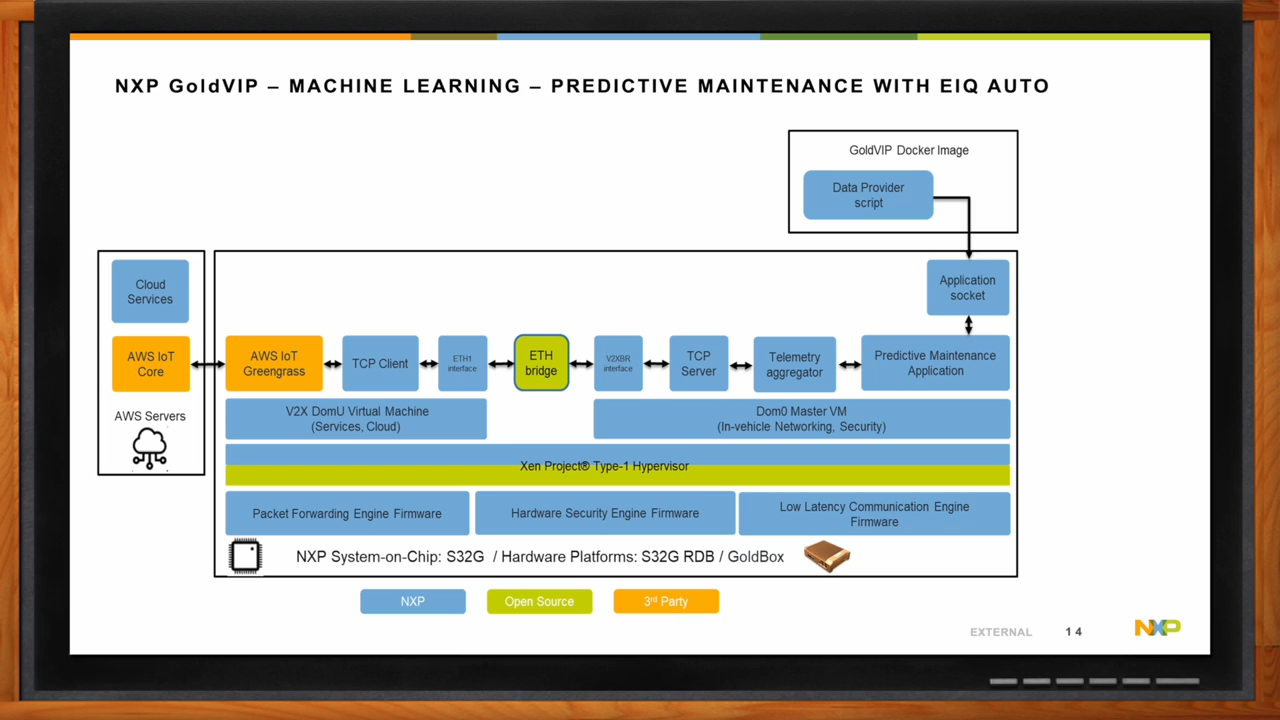 NXP GoldVIP – MACHINE LEARNING – PREDICTIVE MAINTENANCE WITH EIQ AUTO
GoldVIP Docker Image
Data Provider
script
Cloud
Services
Application
socket
AWS IoT
Core
AWS IoT
Greengrass
TCP Client
ETH1
interface
ETH
bridge
V2XBR
interface
TCP
Server
Telemetry
aggregator
Predictive Maintenance
Application
AWS Servers
V2X DomU Virtual Machine
(Services, Cloud)
Dom0 Master VM
(In-vehicle Networking, Security)
Xen Project® Type-1 Hypervisor
Packet Forwarding Engine Firmware
Hardware Security Engine Firmware
Low Latency Communication Engine
Firmware
NXP System-on-Chip: S32G / Hardware Platforms: S32G RDB / GoldBox
NXP
Open Source
3rd Party
EXTERNAL
14
NXP